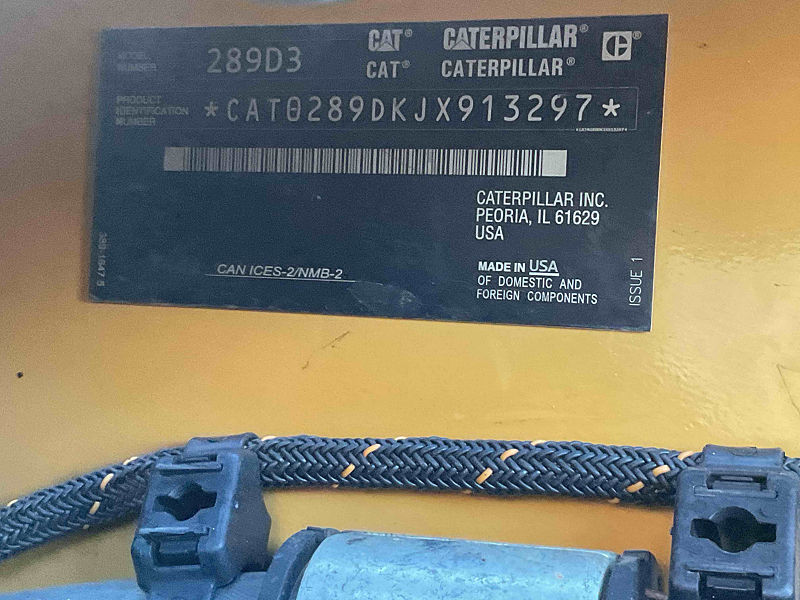 MODEL NUMBER 289D3
CAT® CATERPILLAR®
CAT® CATERPILLAR®
PRODUCT IDENTIFICATION NUMBER *CAT0289DKJX913297*
CATERPILLAR INC.
PEORIA, IL 61629
USA
CAN ICES-2/NMB-2
MADE IN USA
OF DOMESTIC AND
FOREIGN COMPONENTS
ISSUE 1